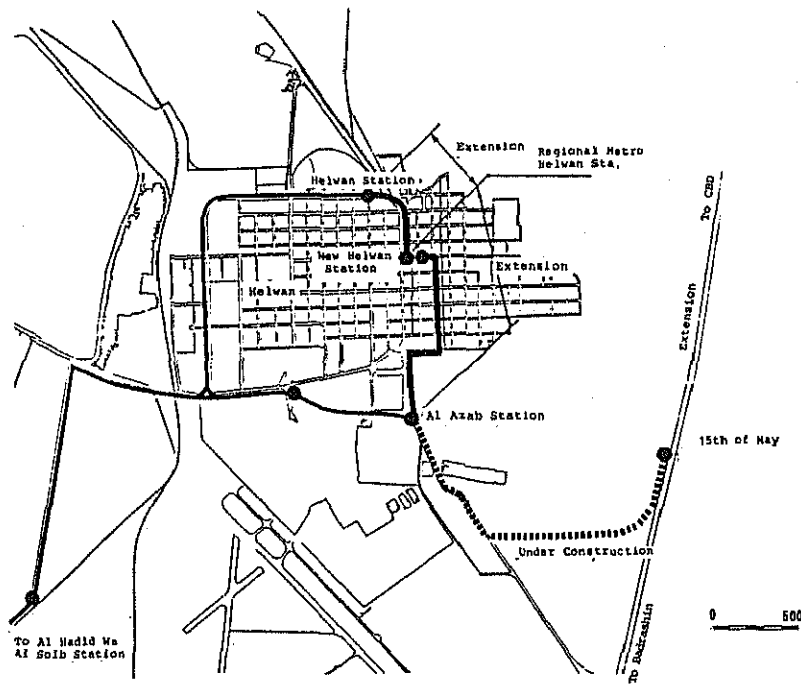 Extension
Regional Metro
Helwan Sta.
Helwan Station
To CBD
New Helwan
Station
Extension
Helwan
Extension
Al Azab Station
15th of May
Under Construction
0 500
To Al Hadid Wa
Al Solb Station
To Badrashin